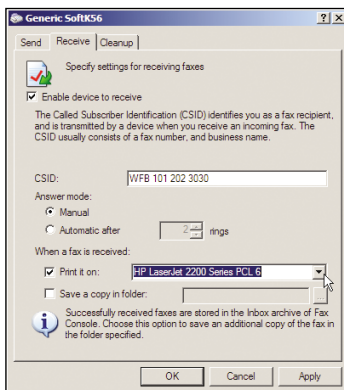 Generic SoftK56
Send Receive Cleanup
Specify settings for receiving faxes
Enable device to receive
The Called Subscriber Identification (CSID) identifies you as a fax recipient,
and is transmitted by a device when you receive an incoming fax. The
CSID usually consists of a fax number, and business name.
CSID: WFB 101 202 3030
Answer mode:
Manual
Automatic after 2 rings
When a fax is received:
Print it on: HP LaserJet 2200 Series PCL 6
Save a copy in folder: ...
Successfully received faxes are stored in the Inbox archive of Fax
Console. Choose this option to save an additional copy of the fax in
the folder specified.
OK Cancel Apply